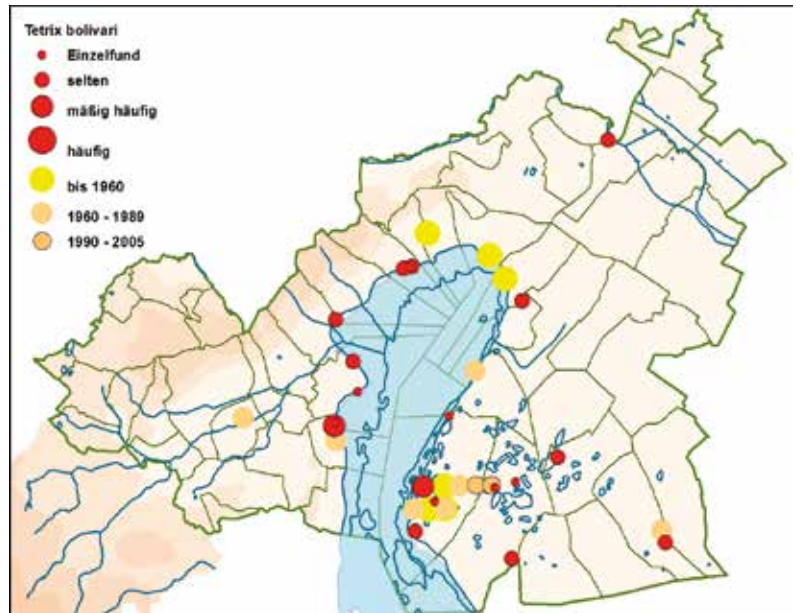 Tetrix bolivari
Einzelfund
selten
mäßig häufig
häufig
bis 1960
1960 - 1989
1990 - 2005